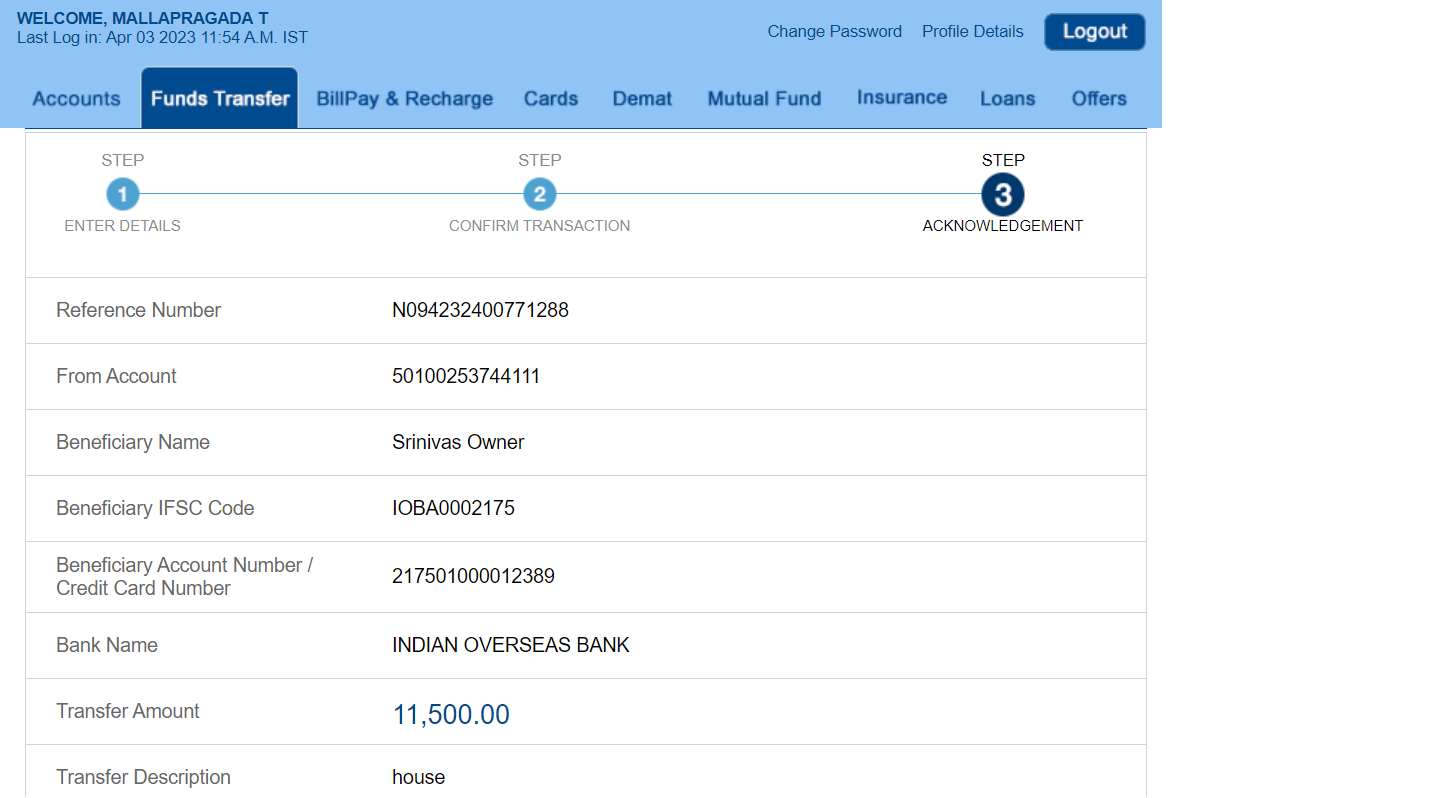 WELCOME, MALLAPRAGADA T
Last Log in: Apr 03 2023 11:54 A.M. IST
Change Password Profile Details Logout
Accounts Funds Transfer BillPay & Recharge Cards Demat Mutual Fund Insurance Loans Offers
STEP STEP STEP
1 2 3
ENTER DETAILS CONFIRM TRANSACTION ACKNOWLEDGEMENT
Reference Number N094232400771288
From Account 50100253744111
Beneficiary Name Srinivas Owner
Beneficiary IFSC Code IOBA0002175
Beneficiary Account Number /
Credit Card Number 217501000012389
Bank Name INDIAN OVERSEAS BANK
Transfer Amount 11,500.00
Transfer Description house